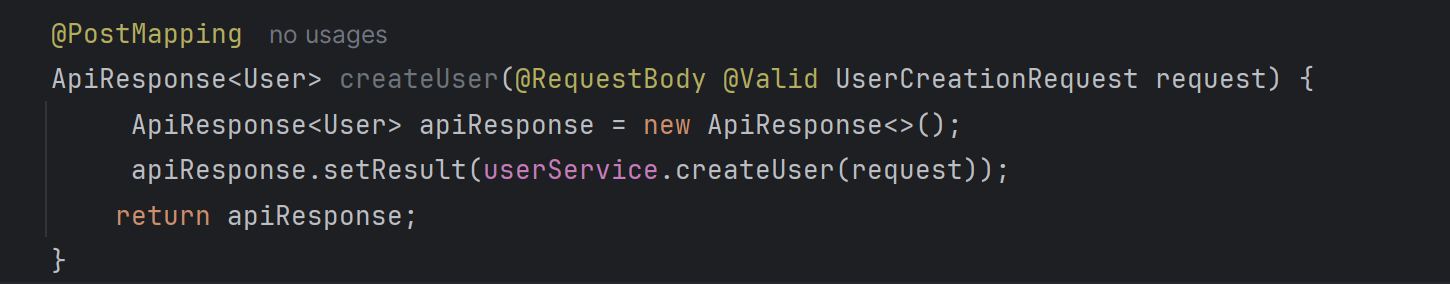 @PostMapping no usages
ApiResponse<User> createUser(@RequestBody @Valid UserCreationRequest request) {
ApiResponse<User> apiResponse = new ApiResponse<>();
apiResponse.setResult(userService.createUser(request));
return apiResponse;
}